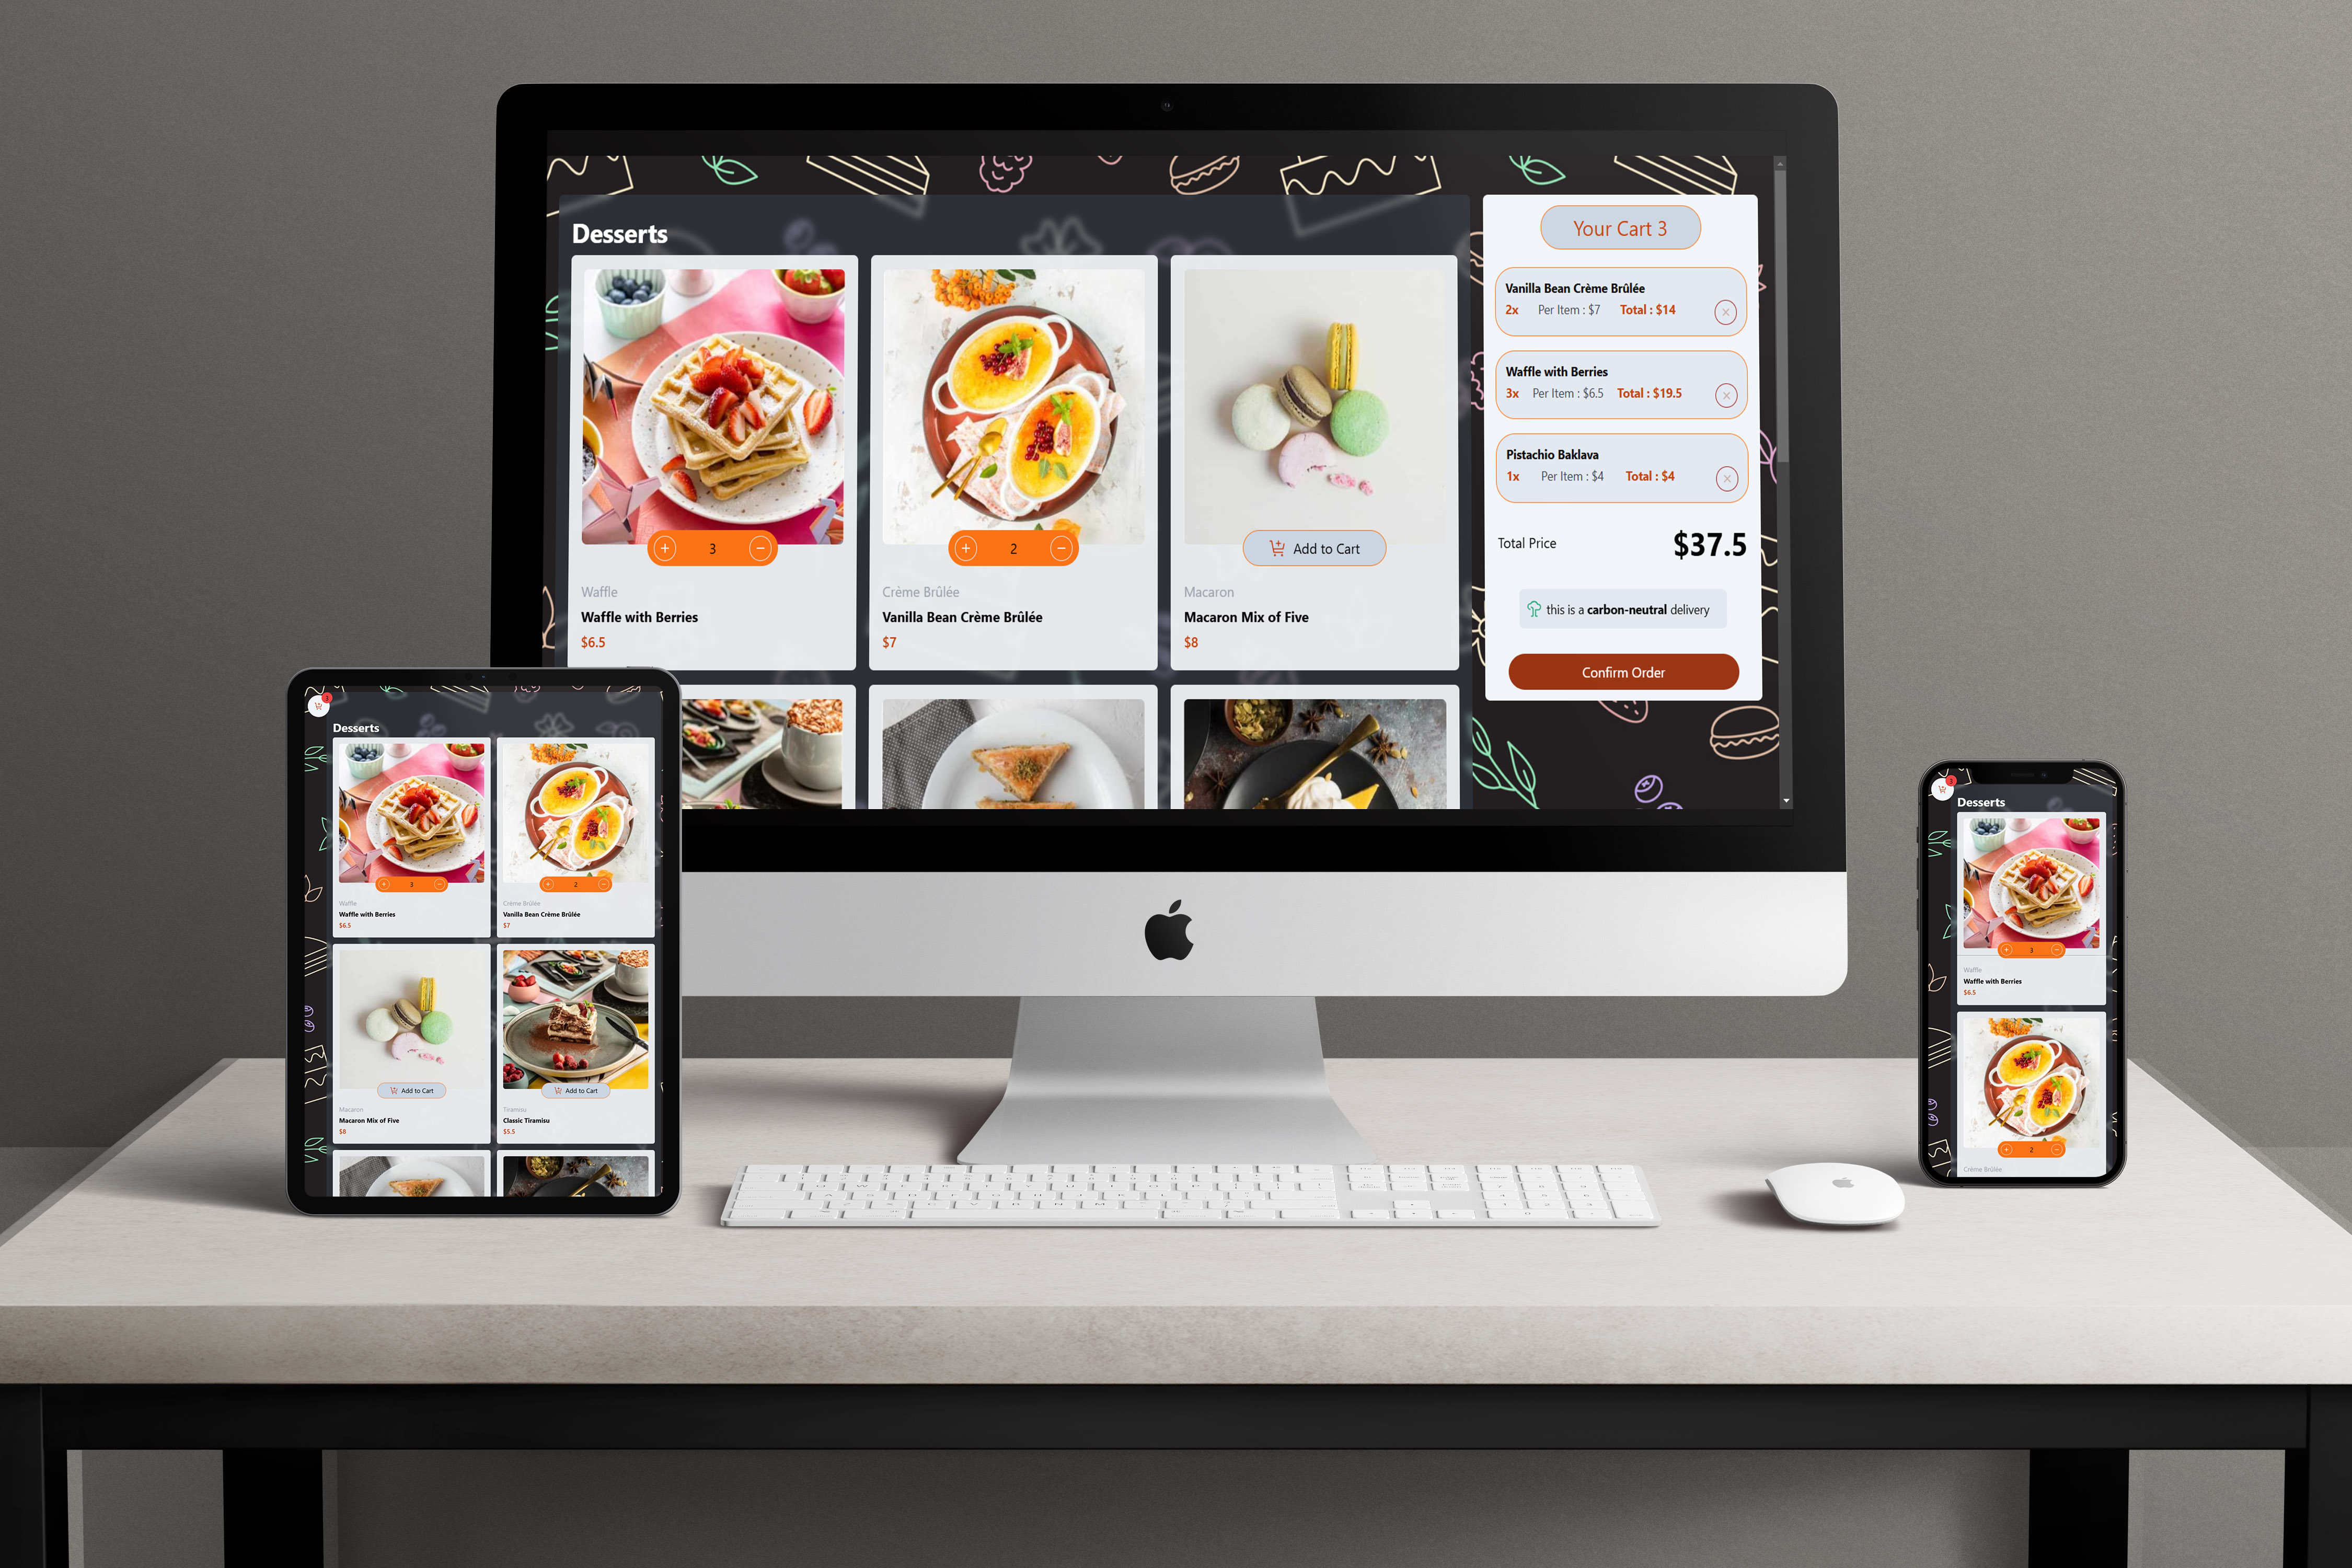 Desserts
3
Waffle
Waffle with Berries
$6.5
2
Crème Brûlée
Vanilla Bean Crème Brûlée
$7
Add to Cart
Macaron
Macaron Mix of Five
$8
Your Cart 3
Vanilla Bean Crème Brûlée
2x Per Item : $7 Total : $14
Waffle with Berries
3x Per Item : $6.5 Total : $19.5
Pistachio Baklava
1x Per Item : $4 Total : $4
Total Price $37.5
this is a carbon-neutral delivery
Confirm Order
3
Desserts
3
Waffle
Waffle with Berries
$6.5
2
Crème Brûlée
Vanilla Bean Crème Brûlée
$7
Add to Cart
Macaron
Macaron Mix of Five
$8
Add to Cart
Tiramisu
Classic Tiramisu
$5.5
3
Desserts
3
Waffle
Waffle with Berries
$6.5
2
Crème Brûlée